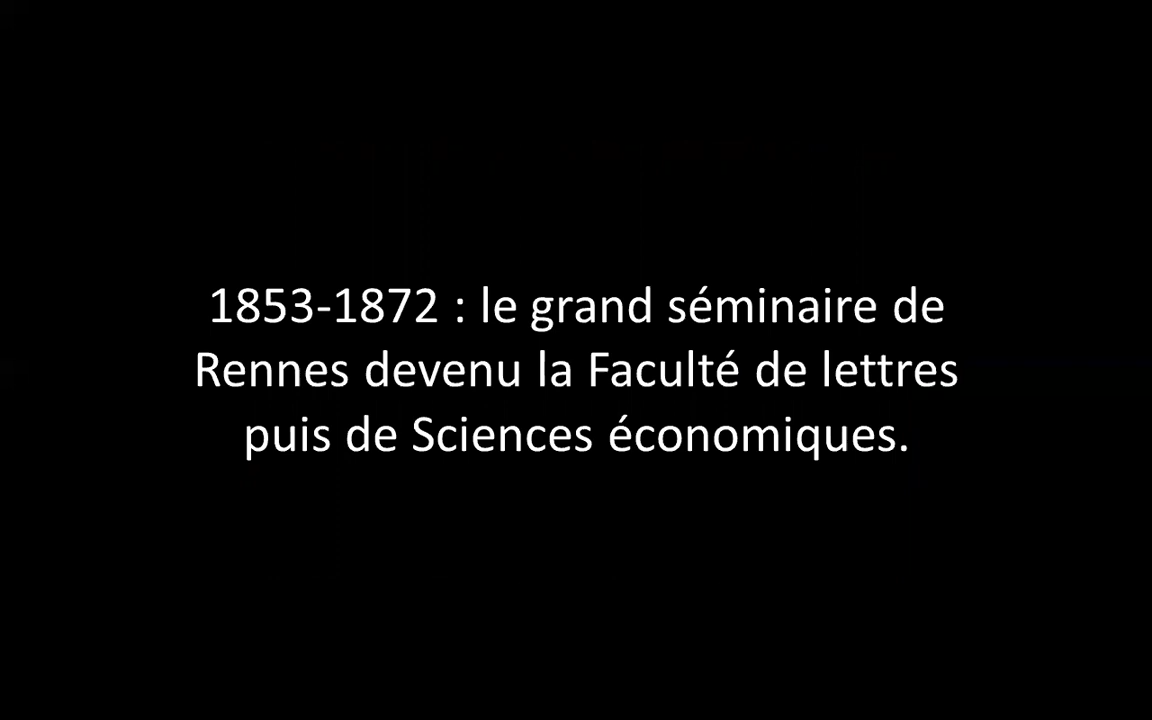 1853-1872 : le grand séminaire de
Rennes devenu la Faculté de lettres
puis de Sciences économiques.